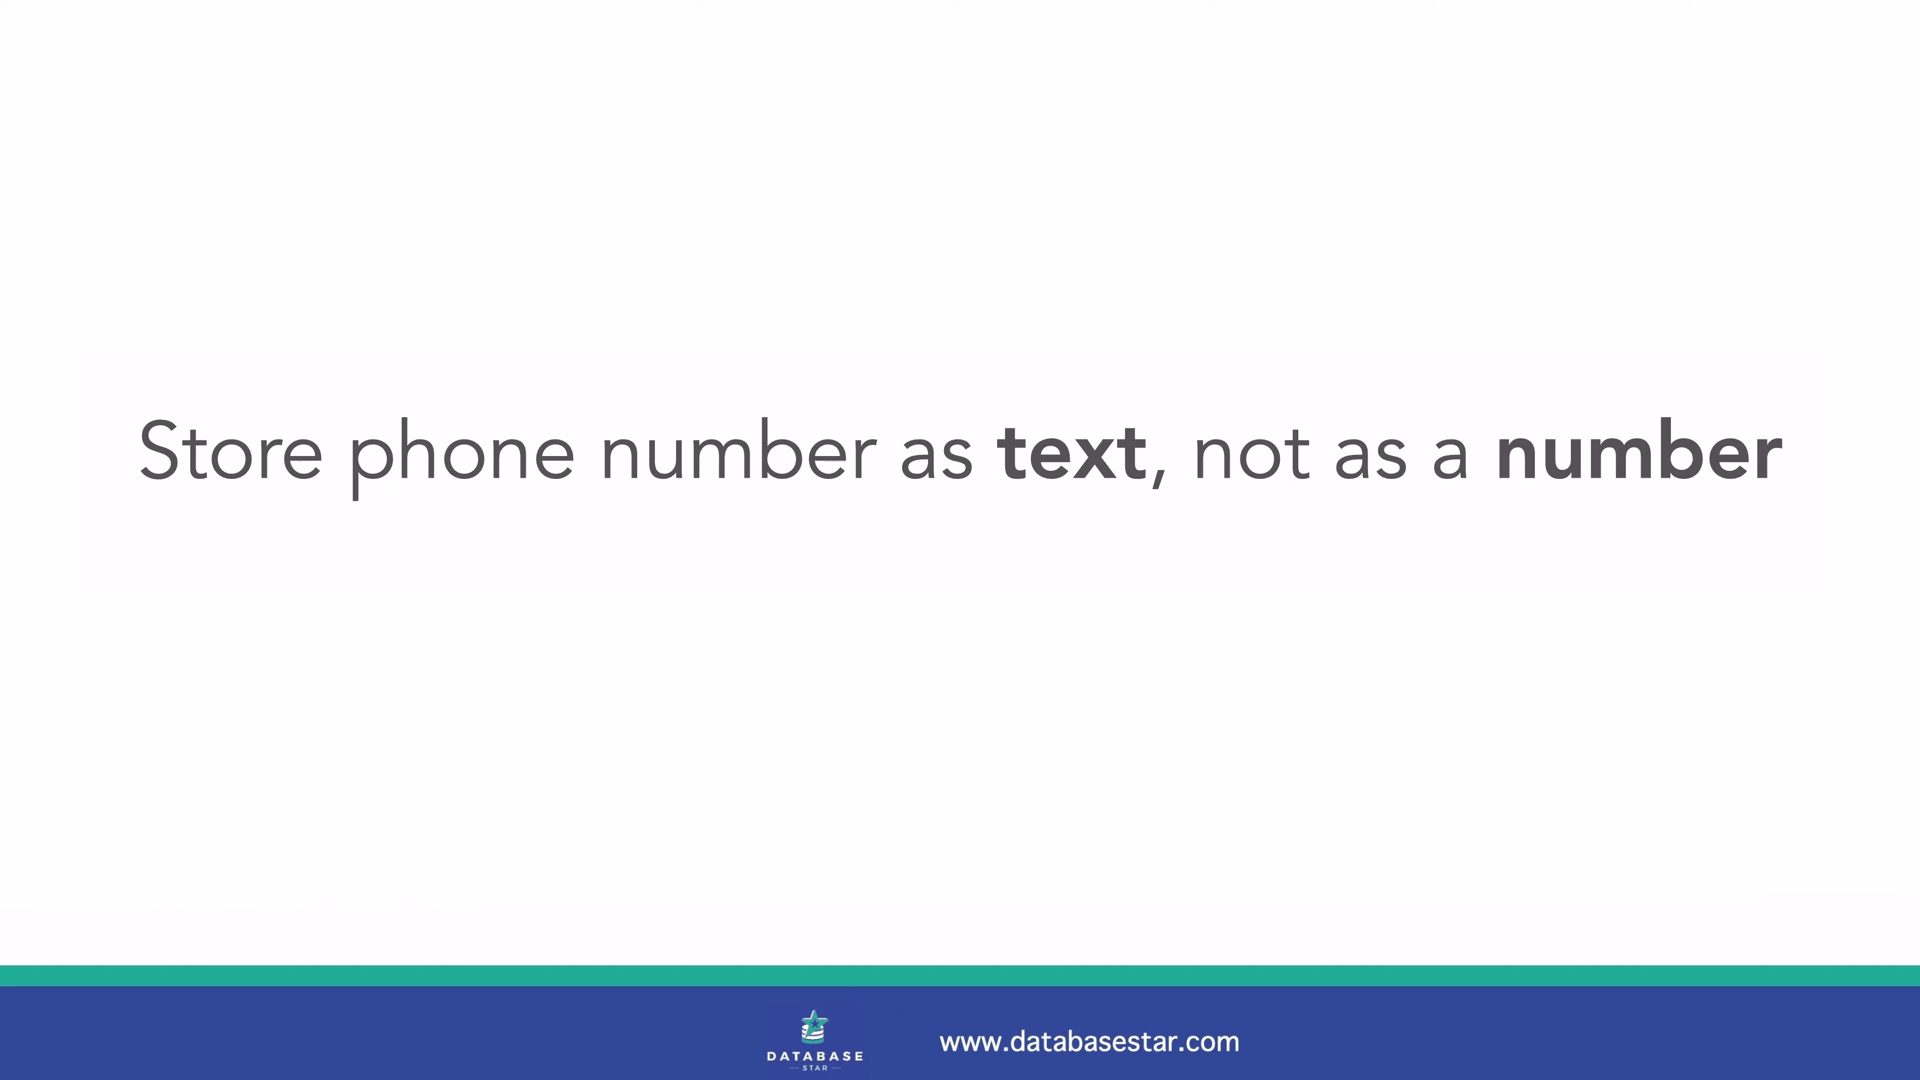 Store phone number as text, not as a number
DATABASE
STAR
www.databasestar.com